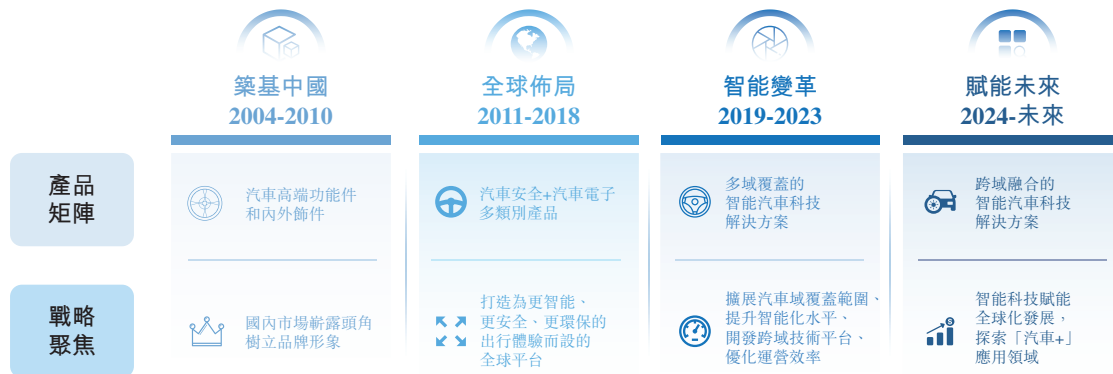 築基中國
2004-2010
全球佈局
2011-2018
智能變革
2019-2023
賦能未來
2024-未來
產品
矩陣
汽車高端功能件
和內外飾件
汽車安全+汽車電子
多類別產品
多域覆蓋的
智能汽車科技
解決方案
跨域融合的
智能汽車科技
解決方案
戰略
聚焦
國內市場嶄露頭角
樹立品牌形象
打造為更智能、
更安全、更環保的
出行體驗而設的
全球平台
擴展汽車域覆蓋範圍、
提升智能化水平、
開發跨域技術平台、
優化運營效率
智能科技賦能
全球化發展，
探索「汽車+」
應用領域